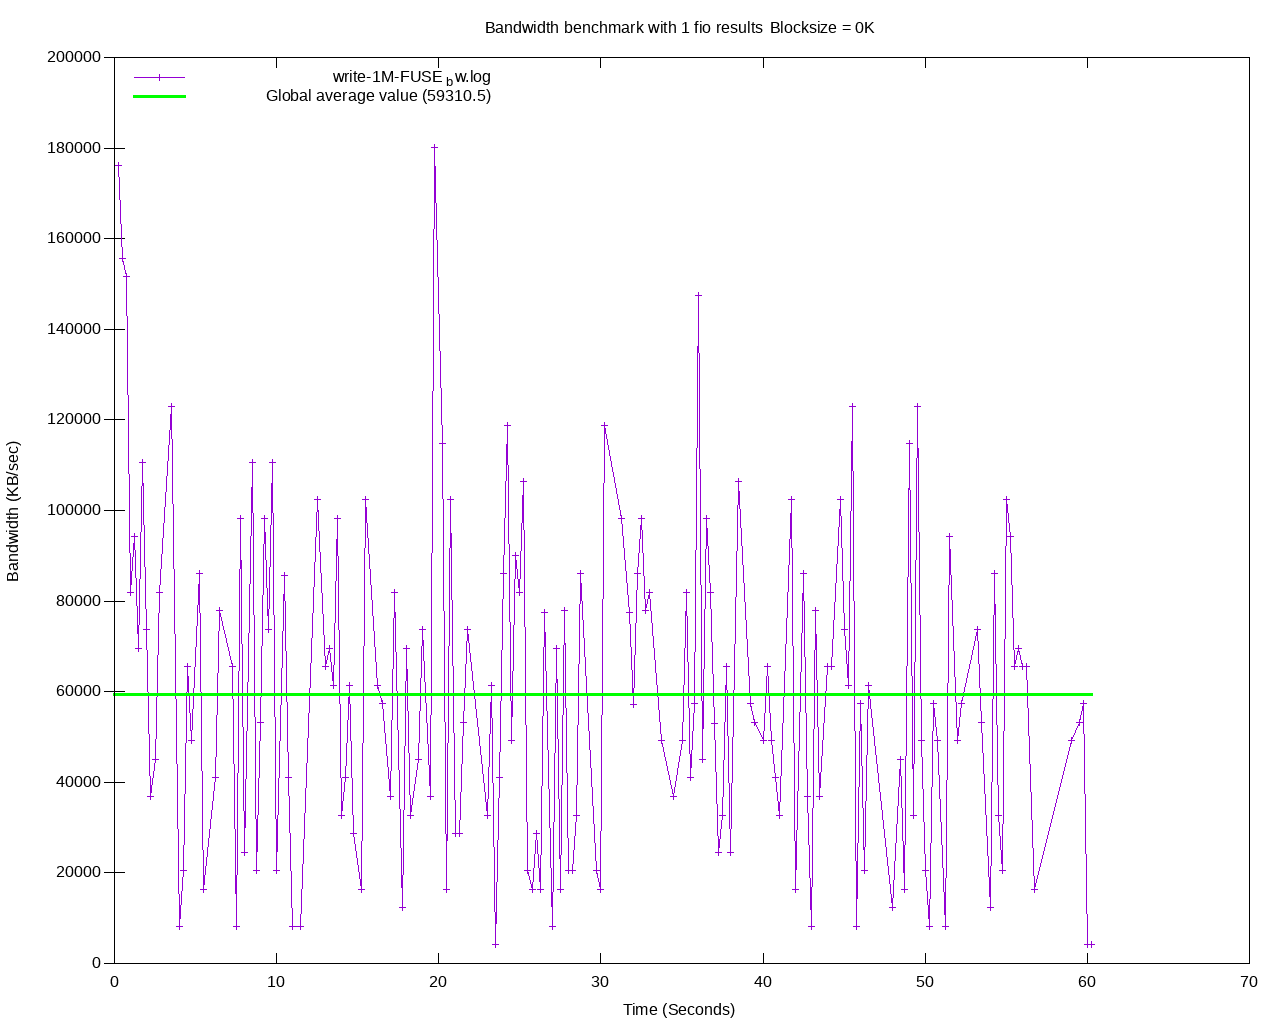 Bandwidth benchmark with 1 fio results Blocksize = 0K
200000
180000
160000
140000
120000
100000
80000
60000
40000
20000
0
write-1M-FUSE bw.log
Global average value (59310.5)
Bandwidth (KB/sec)
0 10 20 30 40 50 60 70
Time (Seconds)